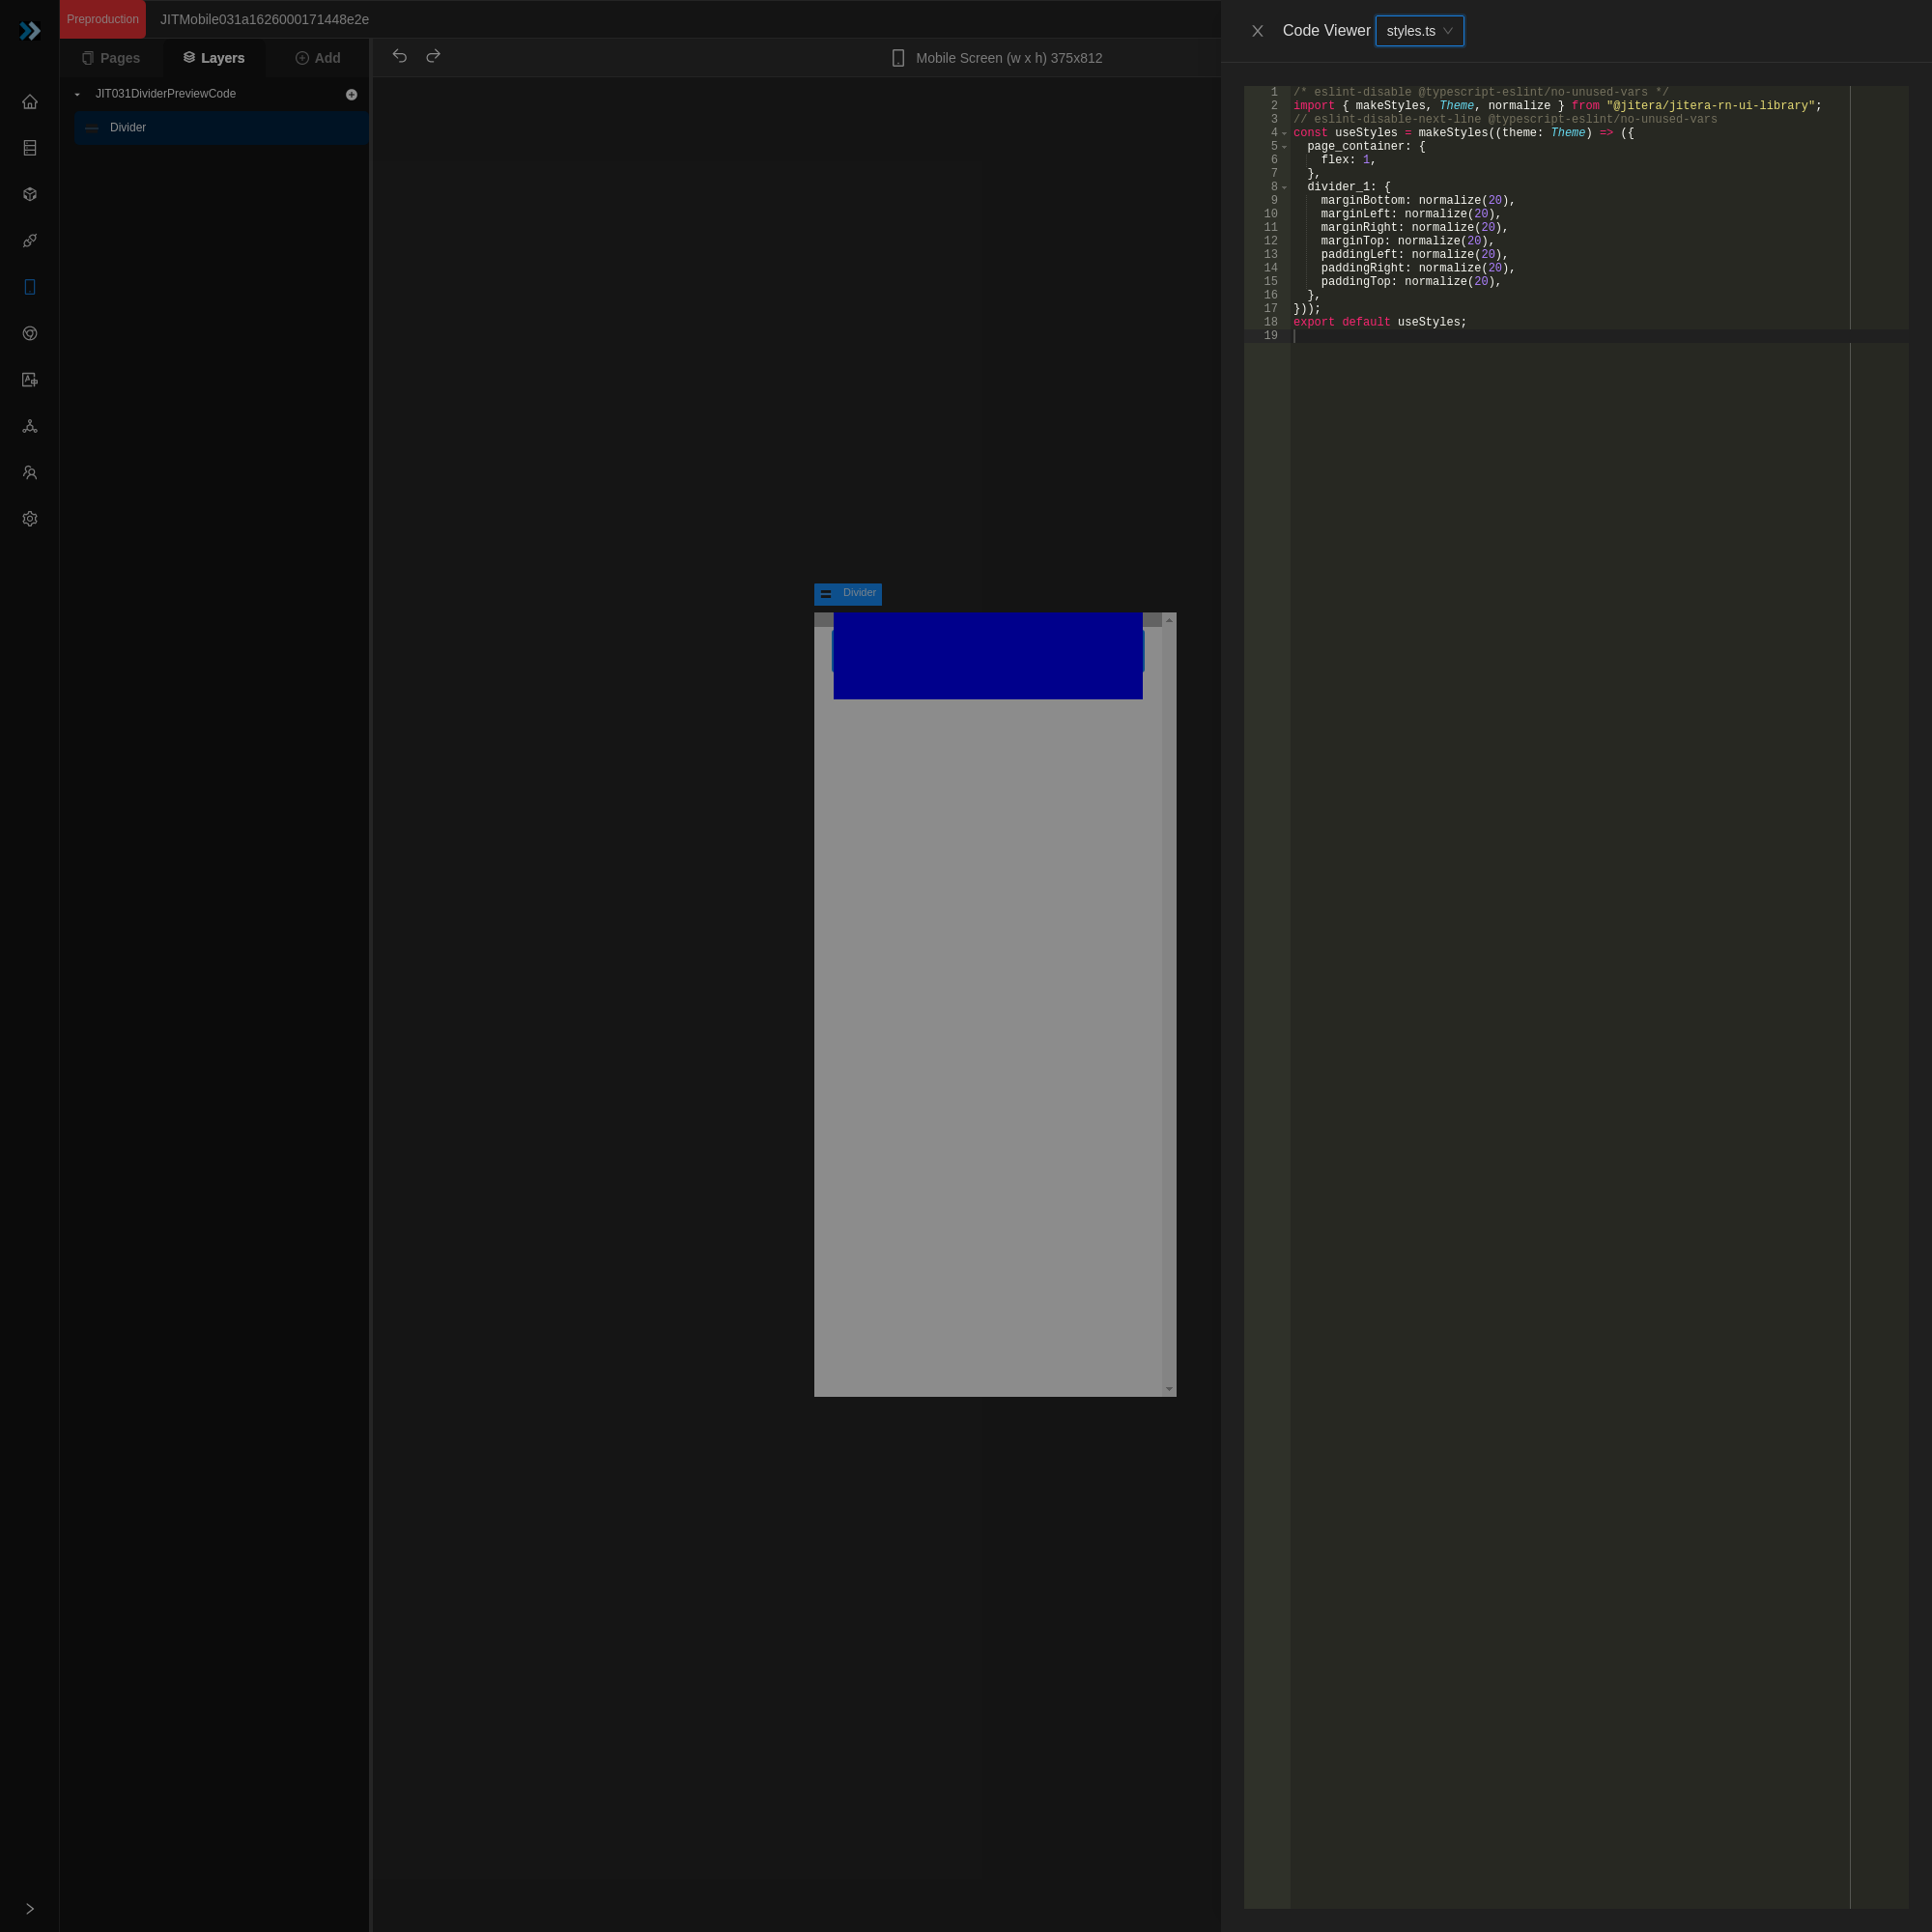 Preproduction
JITMobile031a1626000171448e2e
Pages
Layers
Add
Mobile Screen (w x h) 375x812
JIT031DividerPreviewCode
Divider
Divider
Code Viewer
styles.ts
1 /* eslint-disable @typescript-eslint/no-unused-vars */
2 import { makeStyles, Theme, normalize } from "@jitera/jitera-rn-ui-library";
3 // eslint-disable-next-line @typescript-eslint/no-unused-vars
4 const useStyles = makeStyles((theme: Theme) => ({
5   page_container: {
6     flex: 1,
7   },
8   divider_1: {
9     marginBottom: normalize(20),
10     marginLeft: normalize(20),
11     marginRight: normalize(20),
12     marginTop: normalize(20),
13     paddingLeft: normalize(20),
14     paddingRight: normalize(20),
15     paddingTop: normalize(20),
16   },
17 }));
18 export default useStyles;
19